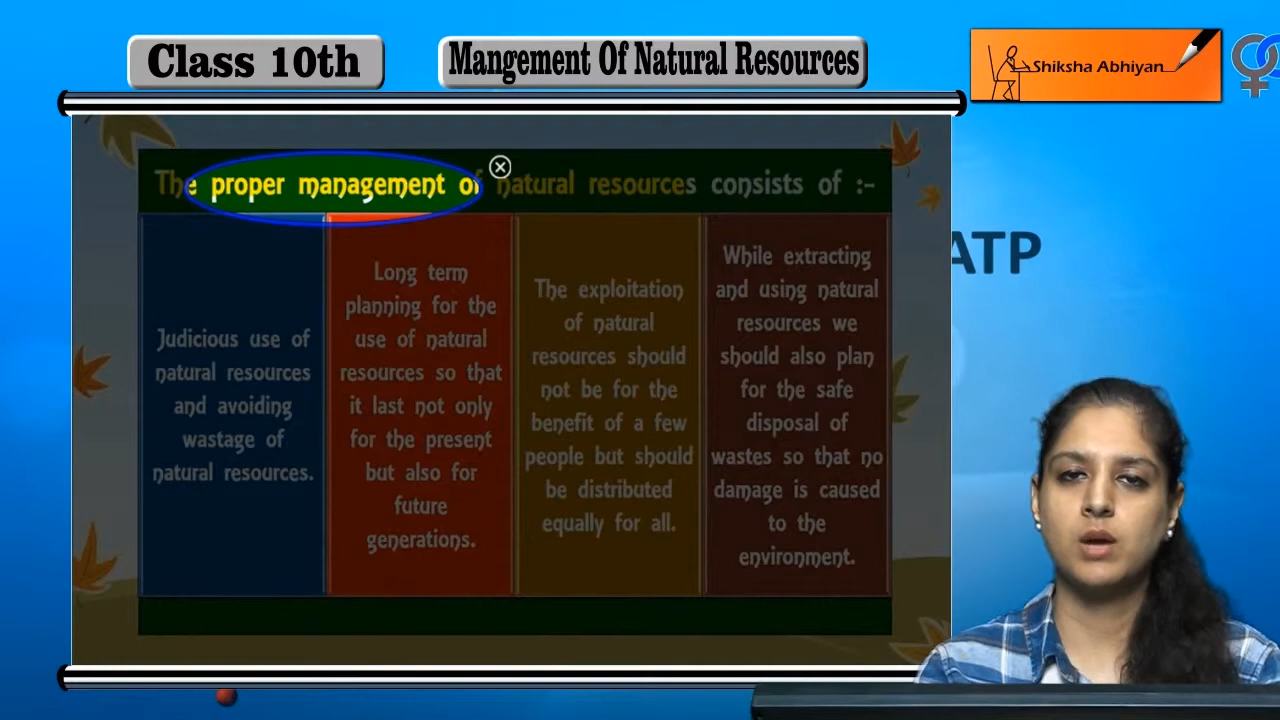 Class 10th
Mangement Of Natural Resources
Shiksha Abhiyan
The proper management of natural resources consists of :-
Judicious use of
natural resources
and avoiding
wastage of
natural resources.
Long term
planning for the
use of natural
resources so that
it last not only
for the present
but also for
future
generations.
The exploitation
of natural
resources should
not be for the
benefit of a few
people but should
be distributed
equally for all.
While extracting
and using natural
resources we
should also plan
for the safe
disposal of
wastes so that no
damage is caused
to the
environment.
ATP